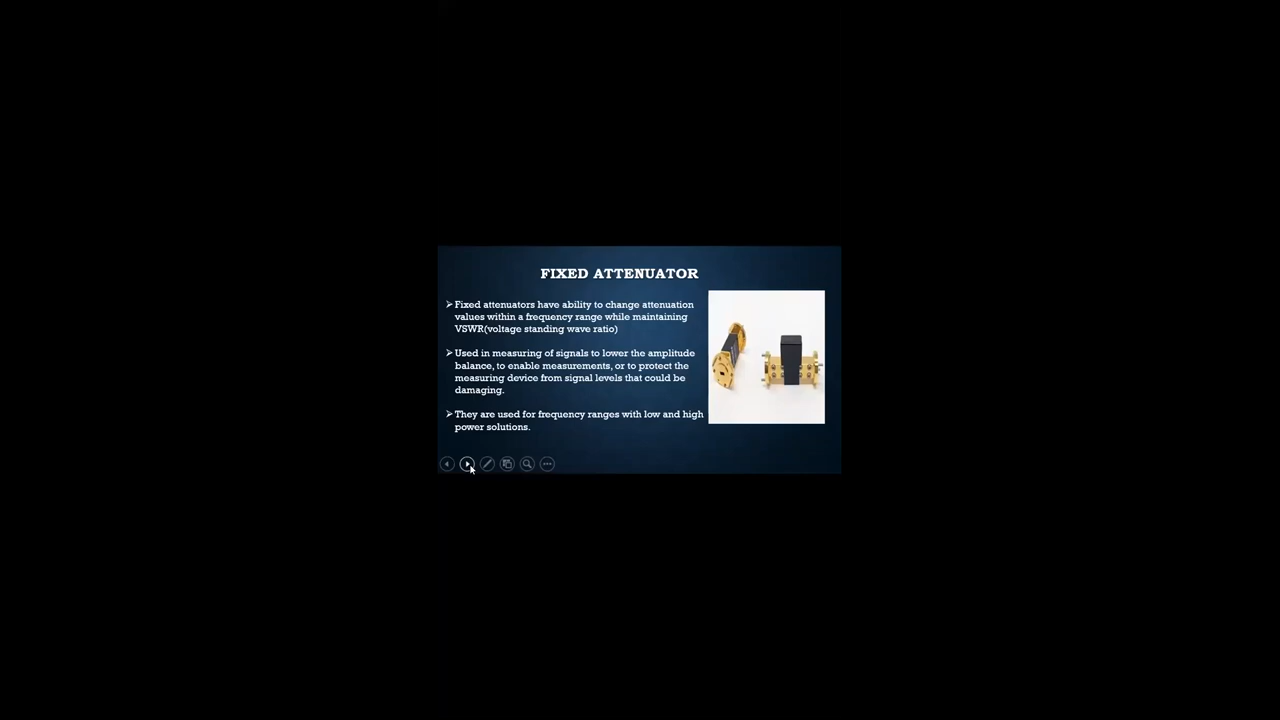 FIXED ATTENUATOR
➢Fixed attenuators have ability to change attenuation
values within a frequency range while maintaining
VSWR(voltage standing wave ratio)
➢Used in measuring of signals to lower the amplitude
balance, to enable measurements, or to protect the
measuring device from signal levels that could be
damaging.
➢They are used for frequency ranges with low and high
power solutions.